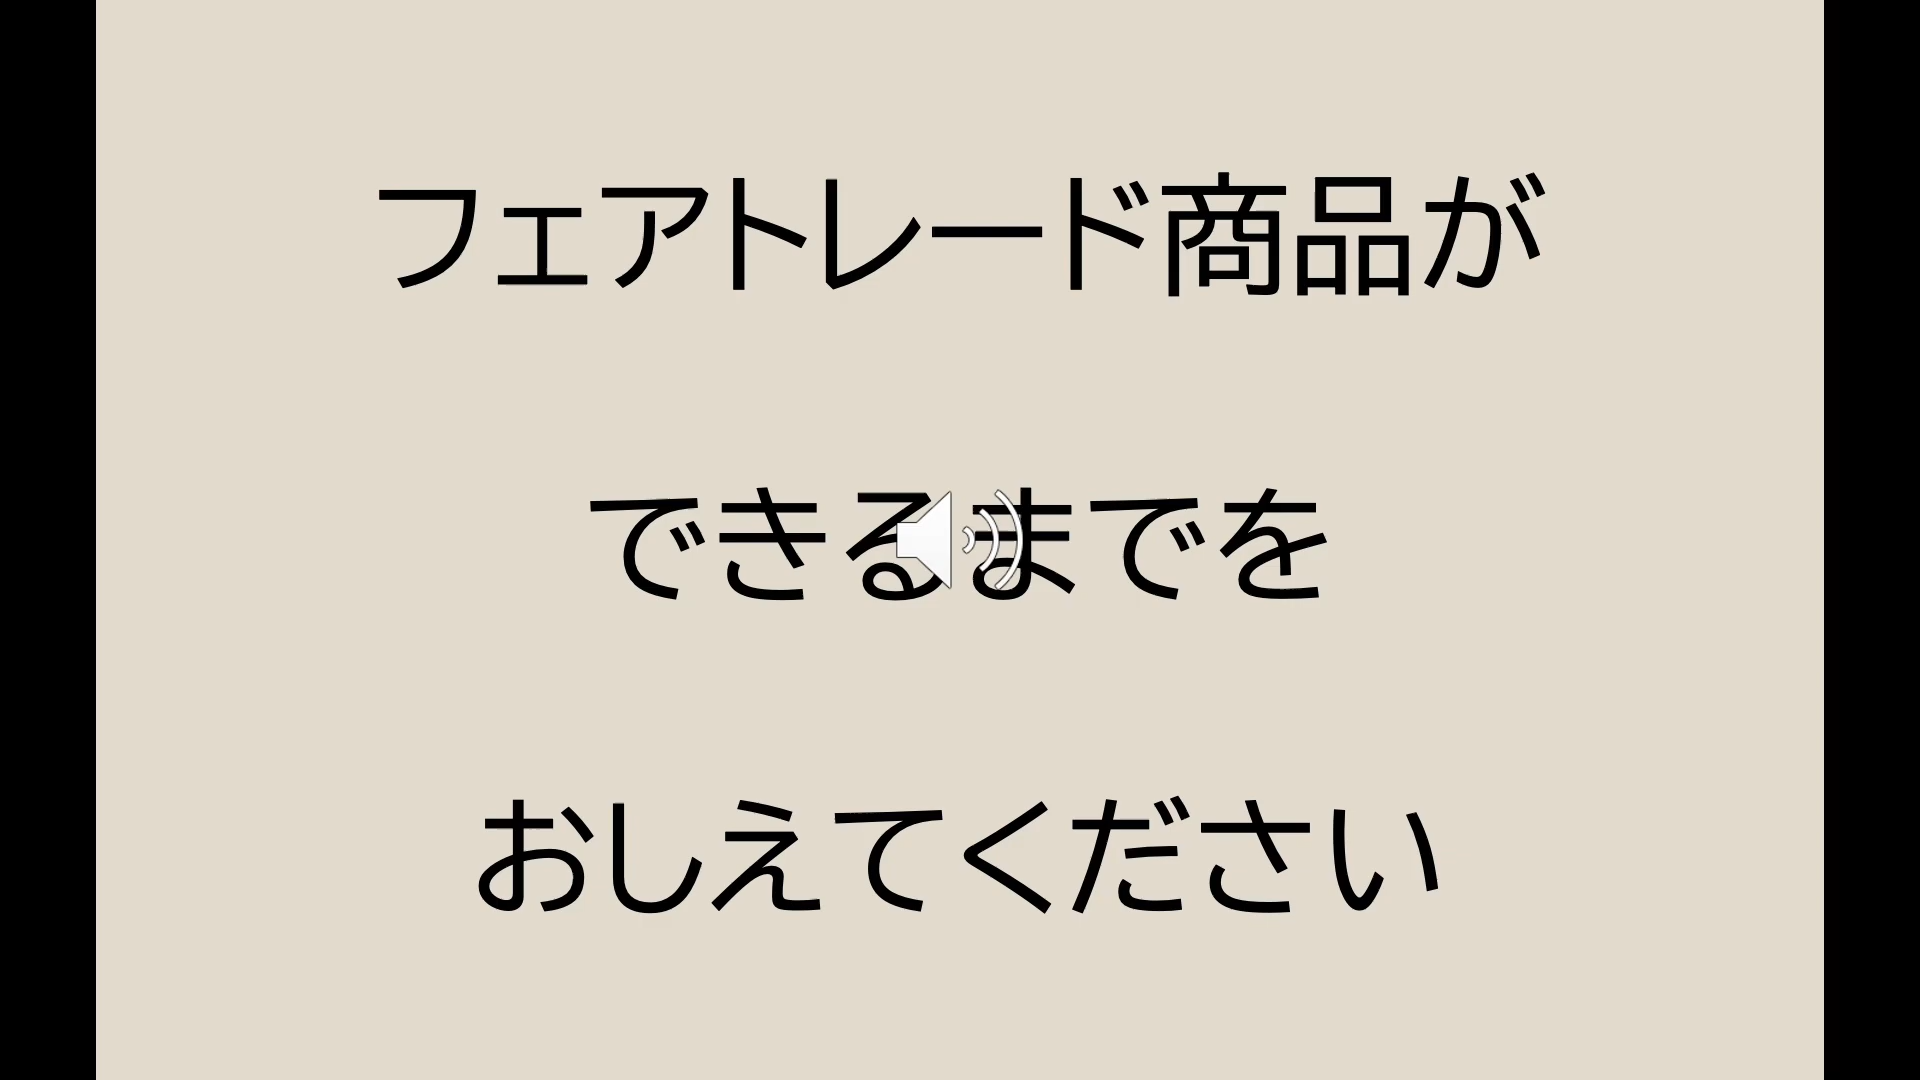 フェアトレード商品が
できるまでを
おしえてください